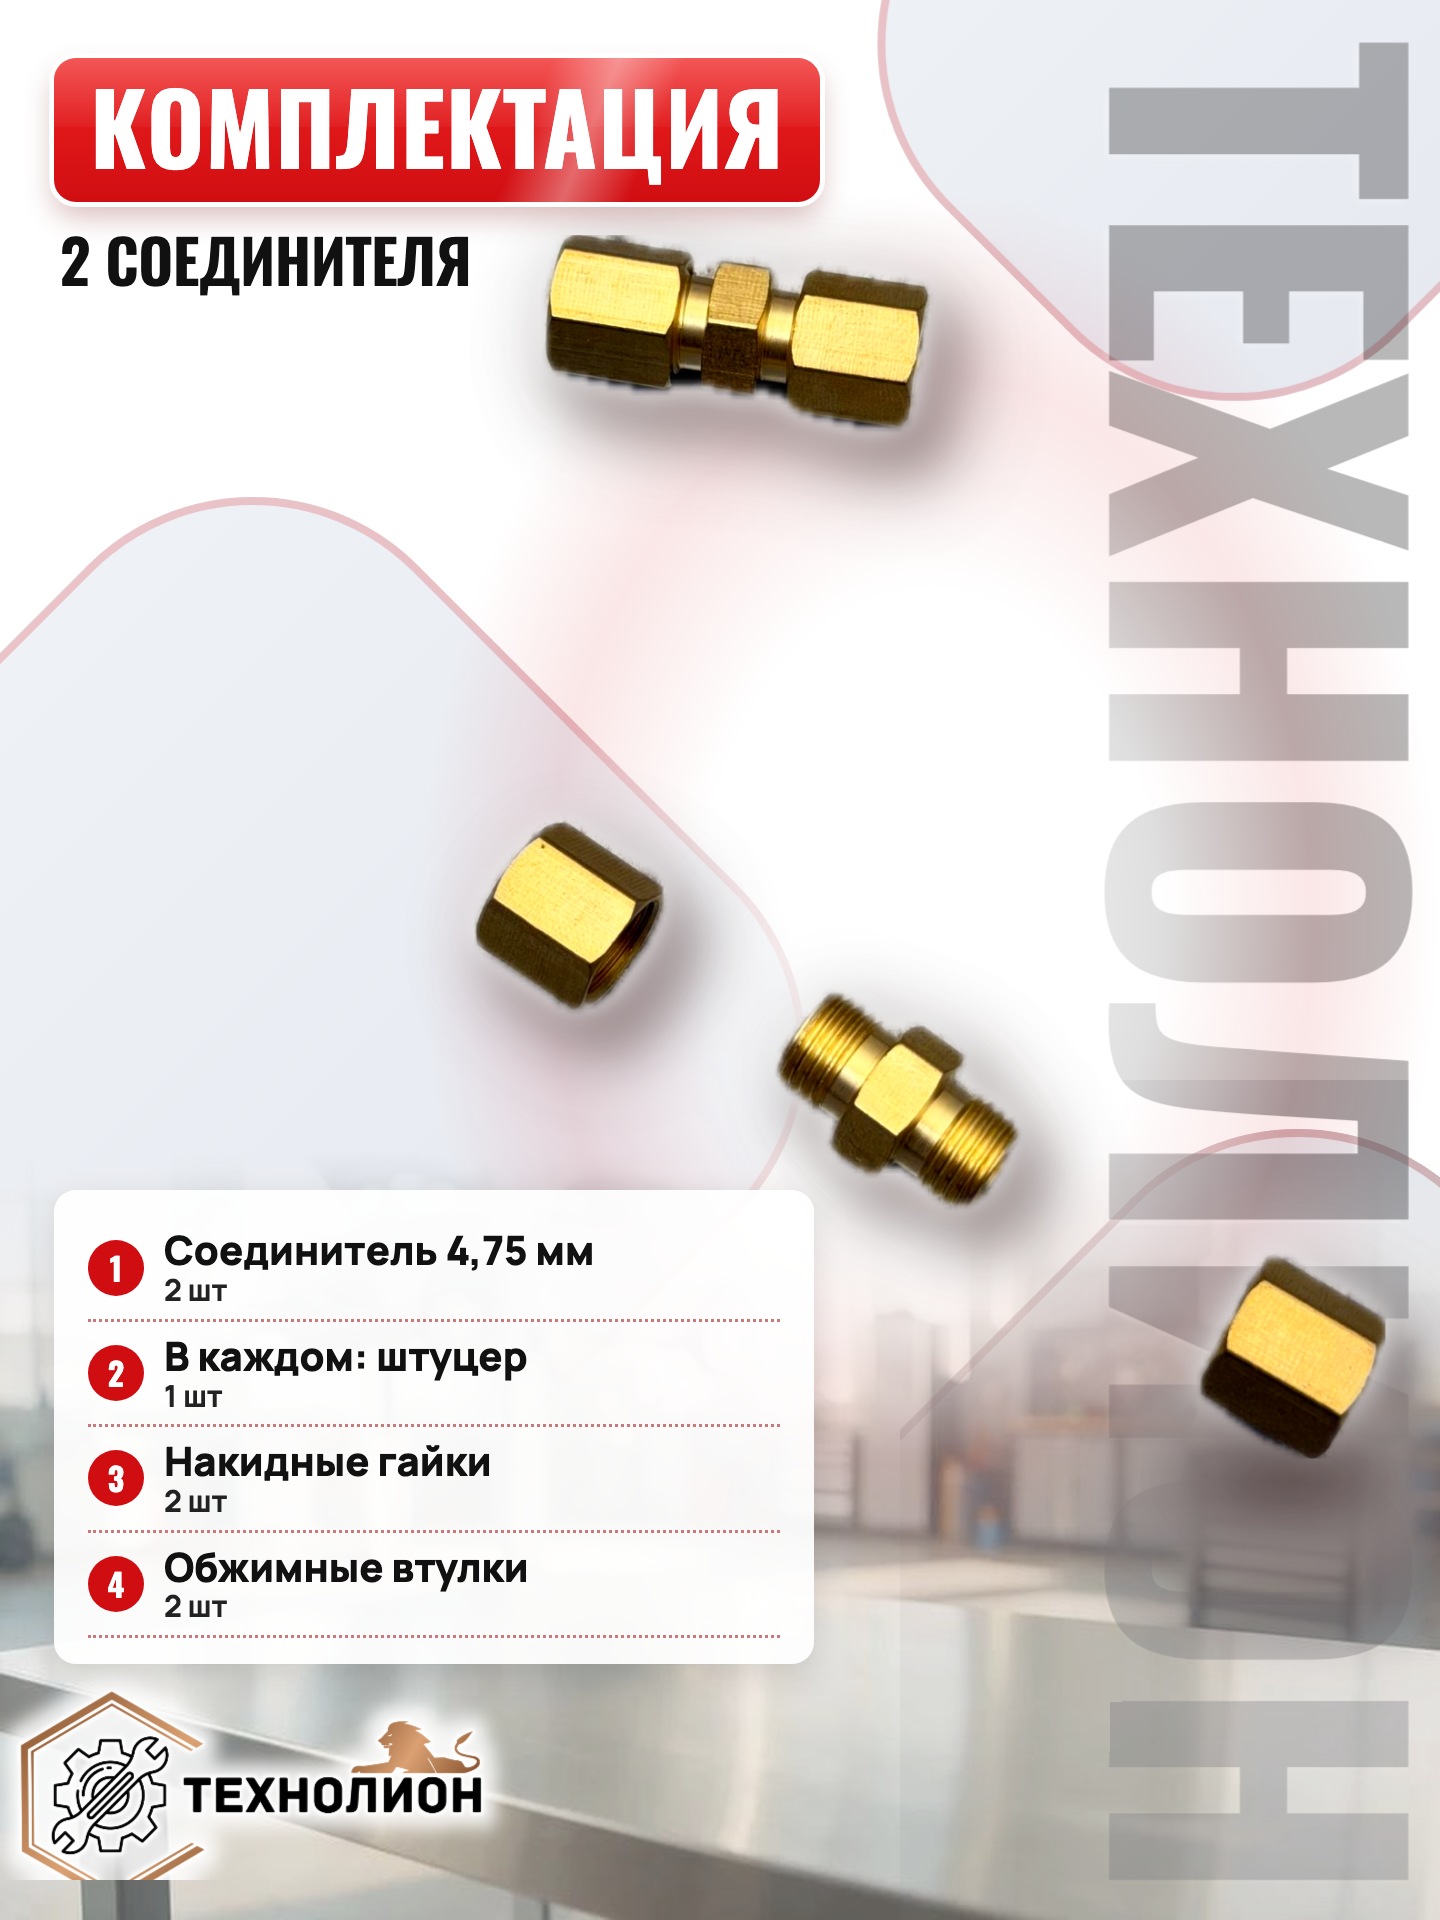 КОМПЛЕКТАЦИЯ
2 СОЕДИНИТЕЛЯ
1 Соединитель 4,75 мм
2 шт
2 В каждом: штуцер
1 шт
3 Накидные гайки
2 шт
4 Обжимные втулки
2 шт
ТЕХНОЛИОН
ТЕХНОЛИОН